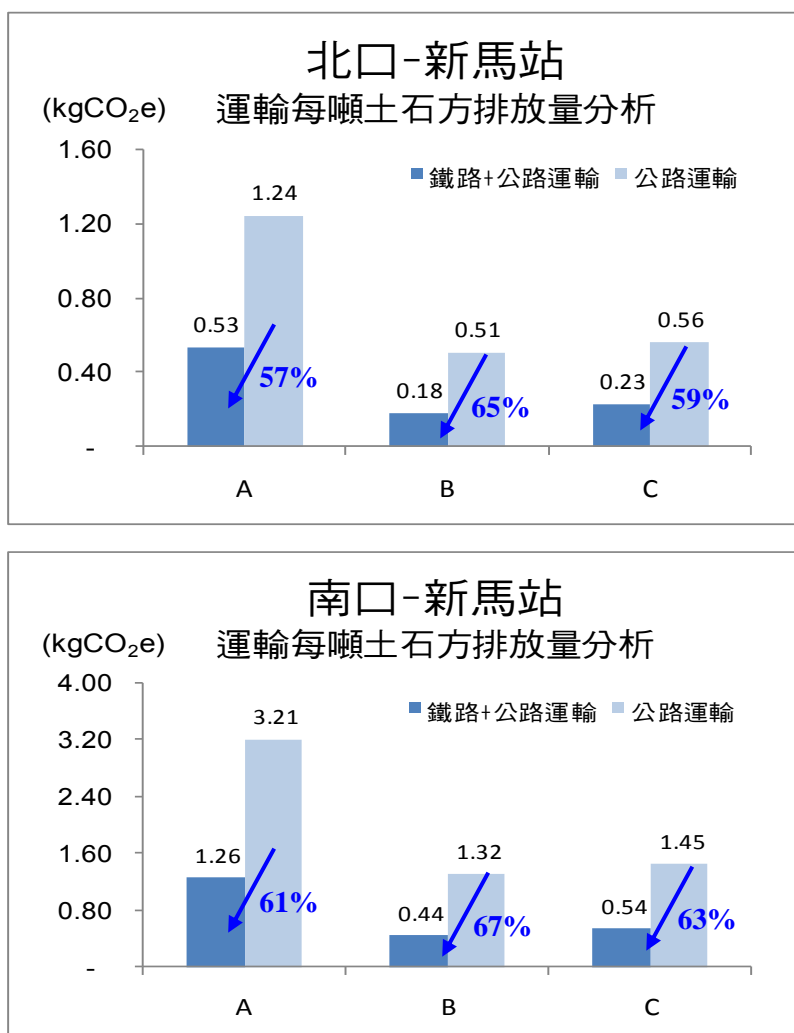 北口-新馬站
(kgCO₂e) 運輸每噸土石方排放量分析
1.60
鐵路+公路運輸 公路運輸
1.24
1.20
0.80
0.53 0.51 0.56
0.40
57% 0.18 65% 0.23 59%
-
A B C
南口-新馬站
(kgCO₂e) 運輸每噸土石方排放量分析
4.00
鐵路+公路運輸 公路運輸
3.21
3.20
2.40
1.60
1.26 1.32 1.45
0.80
61% 0.44 67% 0.54 63%
-
A B C